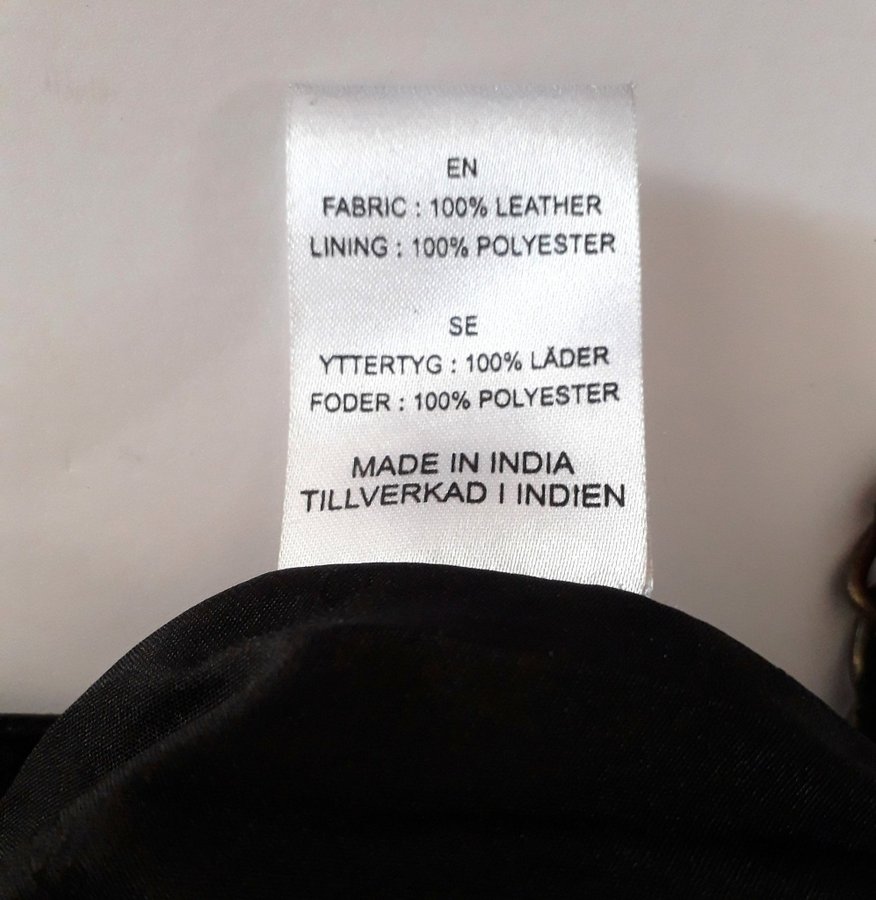 EN
FABRIC : 100% LEATHER
LINING : 100% POLYESTER
SE
YTTERTYG : 100% LÄDER
FODER : 100% POLYESTER
MADE IN INDIA
TILLVERKAD I INDIEN